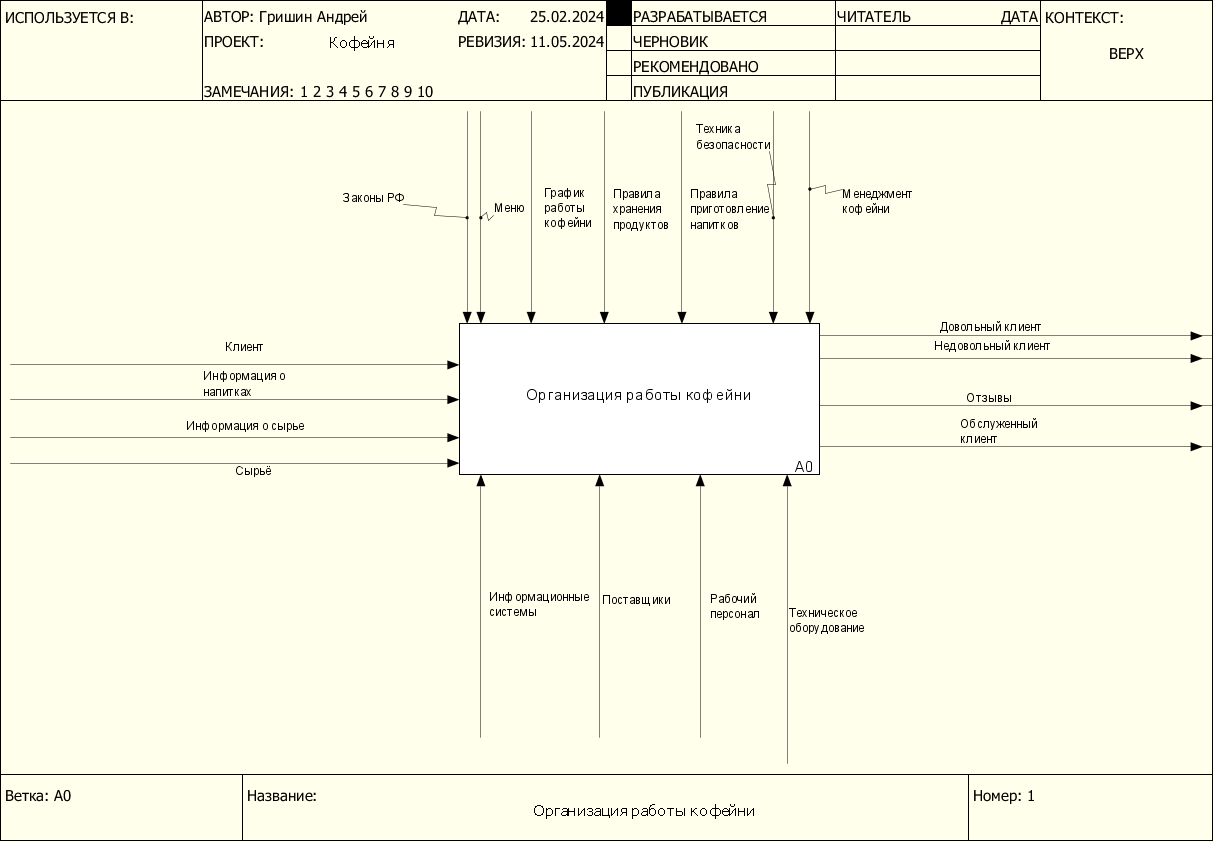 ИСПОЛЬЗУЕТСЯ В:
АВТОР: Гришин Андрей
ДАТА: 25.02.2024
РАЗРАБАТЫВАЕТСЯ
ЧИТАТЕЛЬ
ДАТА
КОНТЕКСТ:
ПРОЕКТ: Кофейня
РЕВИЗИЯ: 11.05.2024
ЧЕРНОВИК
ВЕРХ
РЕКОМЕНДОВАНО
ЗАМЕЧАНИЯ: 1 2 3 4 5 6 7 8 9 10
ПУБЛИКАЦИЯ
Законы РФ
Меню
График
работы
кофейни
Правила
хранения
продуктов
Правила
приготовление
напитков
Техника
безопасности
Менеджмент
кофейни
Клиент
Информация о
напитках
Информация о сырье
Сырьё
Организация работы кофейни
A0
Довольный клиент
Недовольный клиент
Отзывы
Обслуженный
клиент
Информационные
системы
Поставщики
Рабочий
персонал
Техническое
оборудование
Ветка: A0
Название:
Организация работы кофейни
Номер: 1